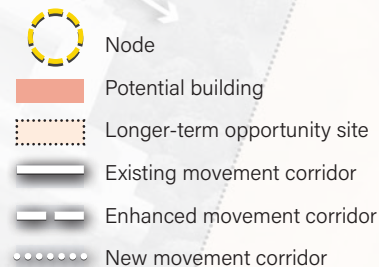 Node
Potential building
Longer-term opportunity site
Existing movement corridor
Enhanced movement corridor
New movement corridor